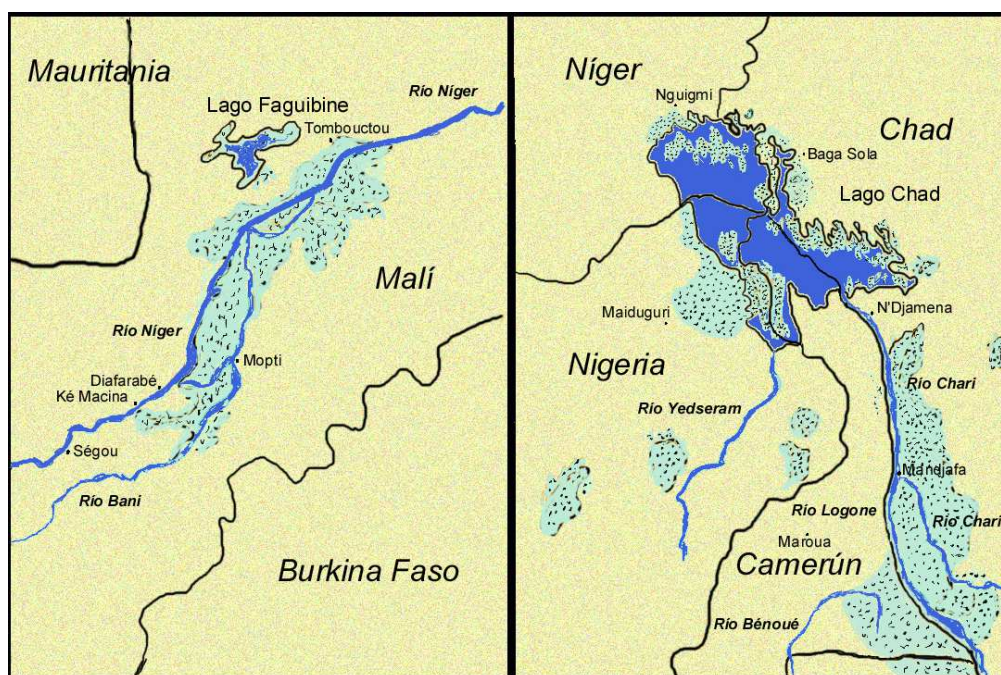 Mauritania
Lago Faguibine
Río Niger
Tombouctou
Malí
Río Níger
Mopti
Diafarabé
Ké Macina
Ségou
Río Bani
Burkina Faso
Níger
Nguigmi
Chad
Baga Sola
Lago Chad
Maiduguri
N'Djamena
Nigeria
Río Chari
Río Yedseram
Mandjafa
Río Logone
Río Chari
Maroua
Camerún
Río Bénoué